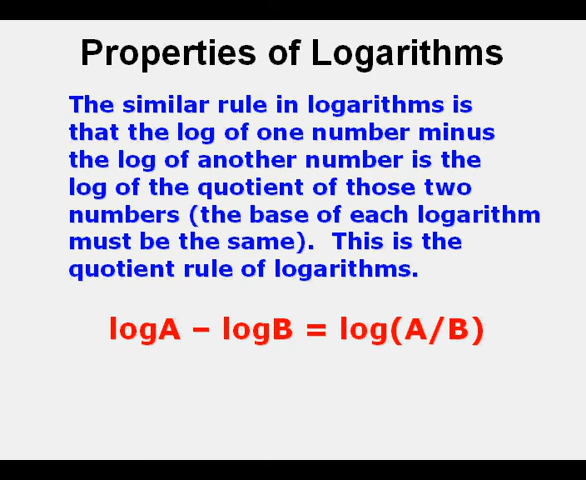 Properties of Logarithms
The similar rule in logarithms is
that the log of one number minus
the log of another number is the
log of the quotient of those two
numbers (the base of each logarithm
must be the same).  This is the
quotient rule of logarithms.
logA – logB = log(A/B)